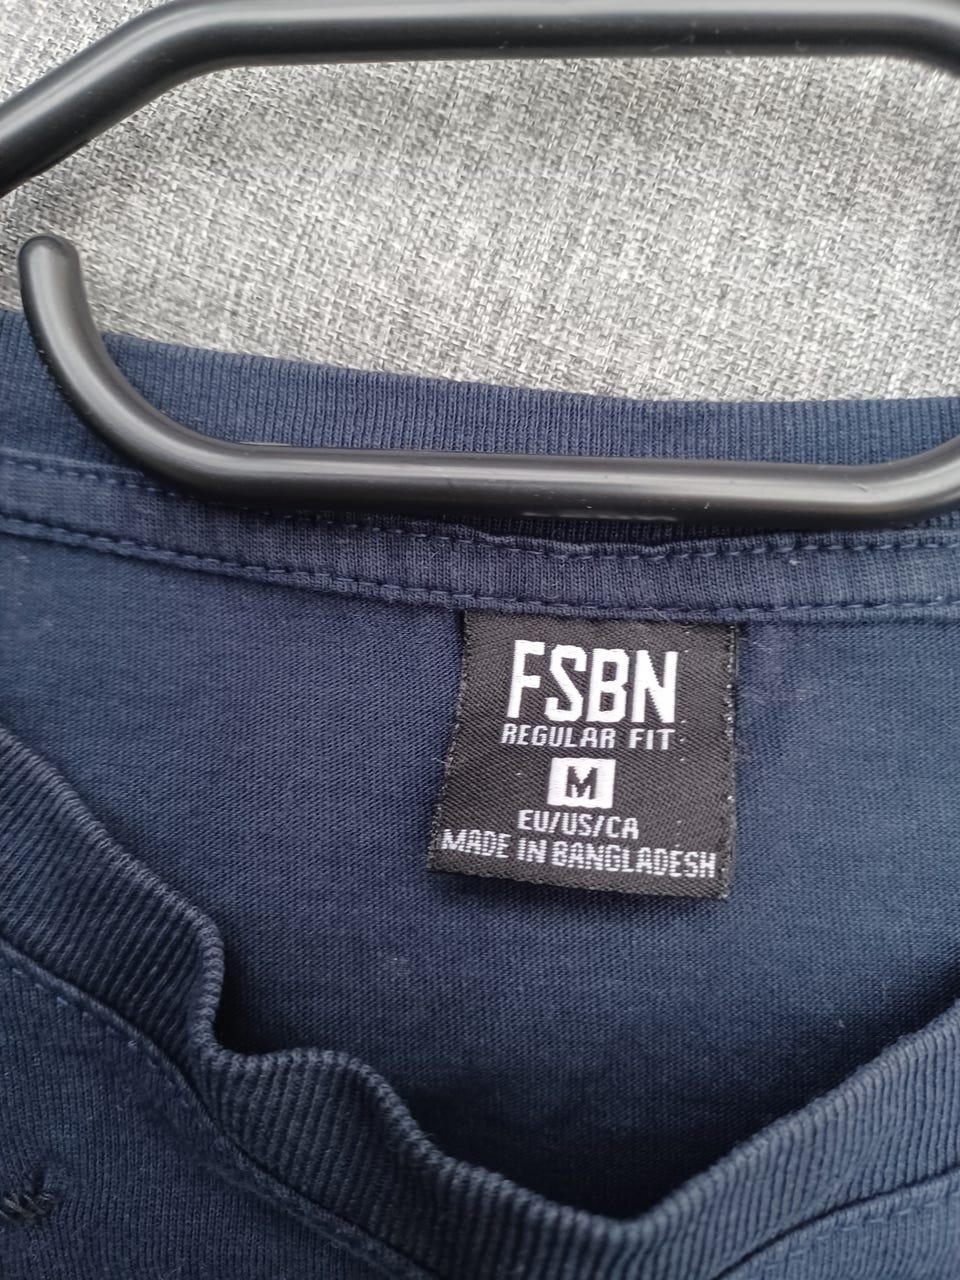 FSBN
REGULAR FIT
M
EU/US/CA
MADE IN BANGLADESH